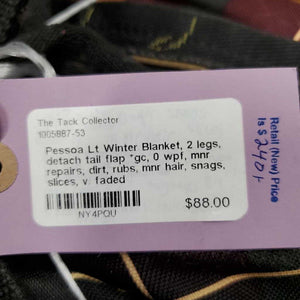 The Tack Collector
1005887-53
Pessoa Lt Winter Blanket, 2 legs,
detach tail flap *gc, 0 wpf, mnr
repairs, dirt, rubs, mnr hair, snags,
slices, v. faded
NY4POU
$88.00
Retail (New) Price
Is $ 240+